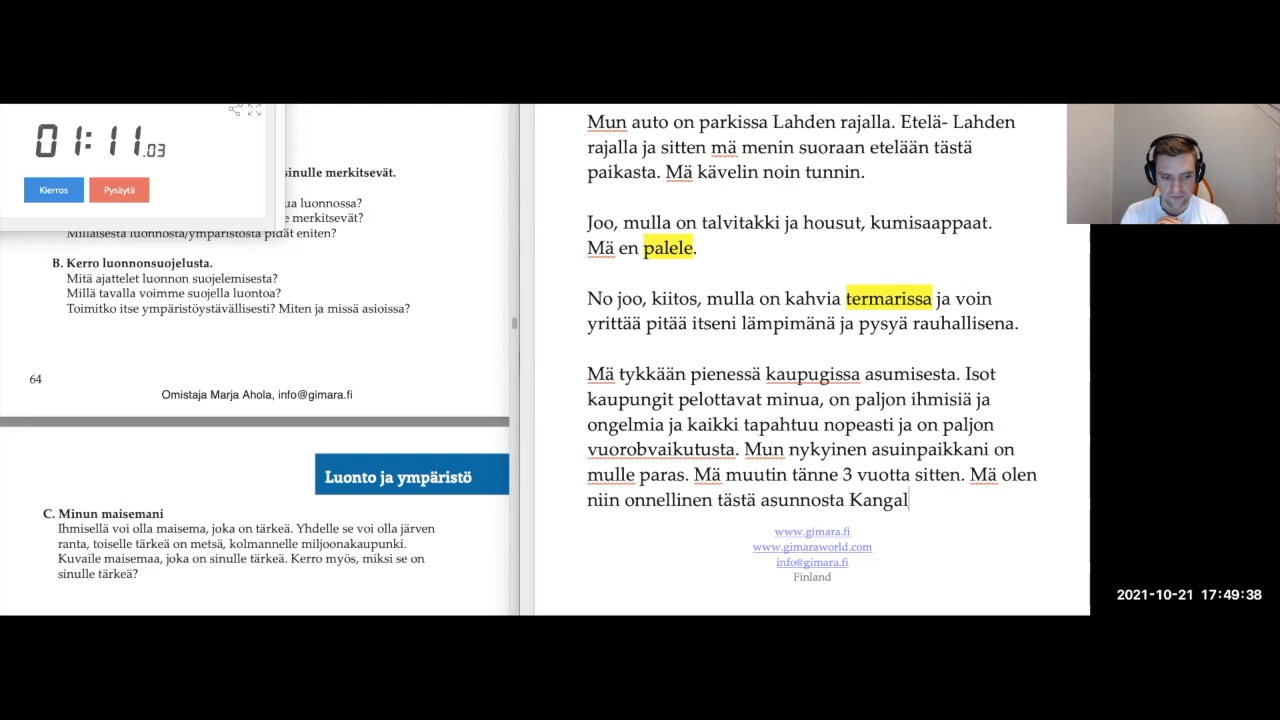 01:11.03
Kierros
Pysäytä
sinulle merkitsevät.
ua luonnossa?
e merkitsevät?
Millaisesta luonnosta/ympäristöstä pidät eniten?
B. Kerro luonnonsuojelusta.
Mitä ajattelet luonnon suojelemisesta?
Millä tavalla voimme suojella luontoa?
Toimitko itse ympäristöystävällisesti? Miten ja missä asioissa?
64
Omistaja Marja Ahola, info@gimara.fi
Luonto ja ympäristö
C. Minun maisemani
Ihmisellä voi olla maisema, joka on tärkeä. Yhdelle se voi olla järven
ranta, toiselle tärkeä on metsä, kolmannelle miljoonakaupunki.
Kuvaile maisemaa, joka on sinulle tärkeä. Kerro myös, miksi se on
sinulle tärkeä?
Mun auto on parkissa Lahden rajalla. Etelä- Lahden
rajalla ja sitten mä menin suoraan etelään tästä
paikasta. Mä kävelin noin tunnin.
Joo, mulla on talvitakki ja housut, kumisaappaat.
Mä en palele.
No joo, kiitos, mulla on kahvia termarissa ja voin
yrittää pitää itseni lämpimänä ja pysyä rauhallisena.
Mä tykkään pienessä kaupugissa asumisesta. Isot
kaupungit pelottavat minua, on paljon ihmisiä ja
ongelmia ja kaikki tapahtuu nopeasti ja on paljon
vuorobvaikutusta. Mun nykyinen asuinpaikkani on
mulle paras. Mä muutin tänne 3 vuotta sitten. Mä olen
niin onnellinen tästä asunnosta Kangal
www.gimara.fi
www.gimaraworld.com
info@gimara.fi
Finland
2021-10-21 17:49:38